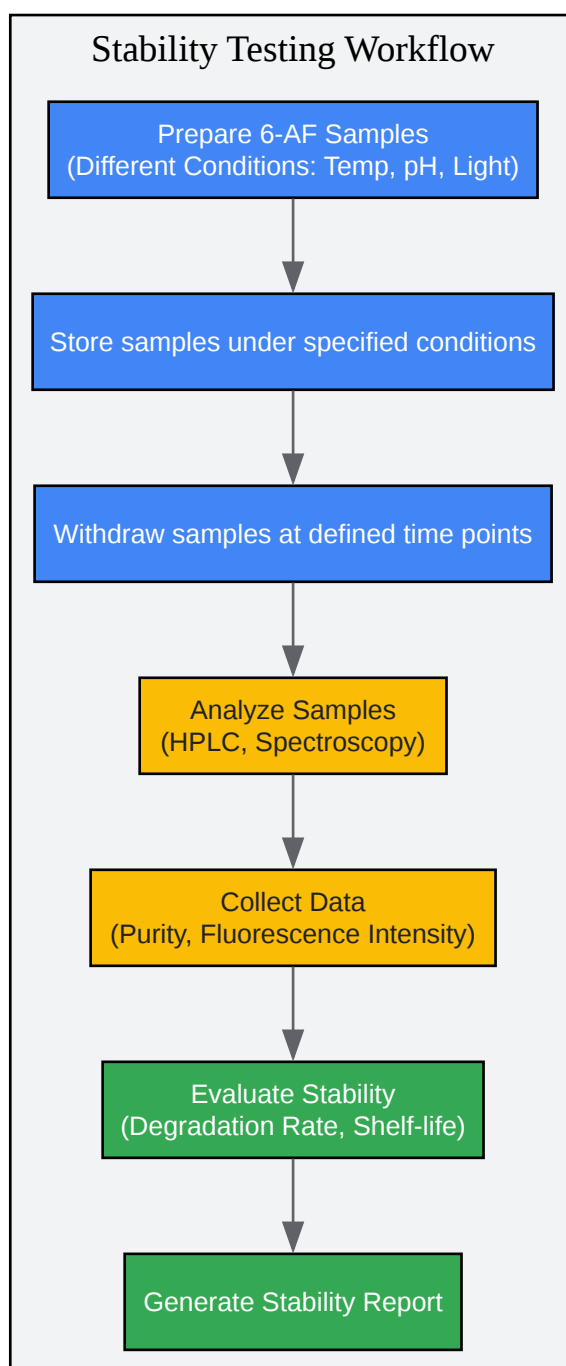 Stability Testing Workflow
Prepare 6-AF Samples
(Different Conditions: Temp, pH, Light)
Store samples under specified conditions
Withdraw samples at defined time points
Analyze Samples
(HPLC, Spectroscopy)
Collect Data
(Purity, Fluorescence Intensity)
Evaluate Stability
(Degradation Rate, Shelf-life)
Generate Stability Report